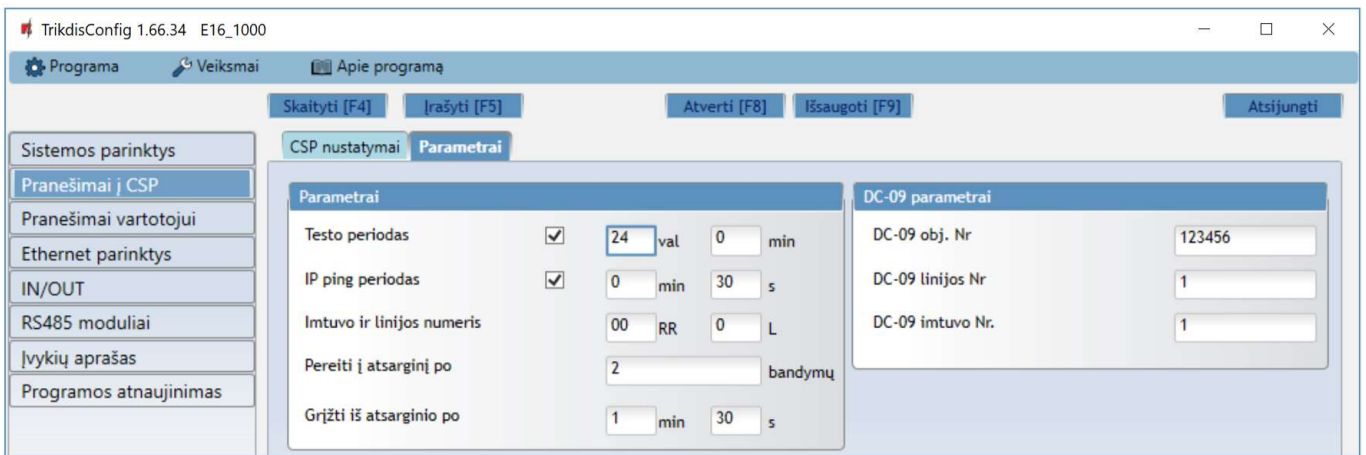 TrikdisConfig 1.66.34 E16_1000
Programa Veiksmai Apie programą
Skaityti [F4] Įrašyti [F5] Atverti [F8] Išsaugoti [F9] Atsijungti
Sistemos parinktys
Pranešimai į CSP
Pranešimai vartotojui
Ethernet parinktys
IN/OUT
RS485 moduliai
Įvykių aprašas
Programos atnaujinimas
CSP nustatymai Parametrai
Parametrai
Testo periodas 24 val 0 min
IP ping periodas 0 min 30 s
Imtuvo ir linijos numeris 00 RR 0 L
Pereiti į atsarginį po 2 bandymų
Grįžti iš atsarginio po 1 min 30 s
DC-09 parametrai
DC-09 obj. Nr 123456
DC-09 linijos Nr 1
DC-09 imtuvo Nr. 1